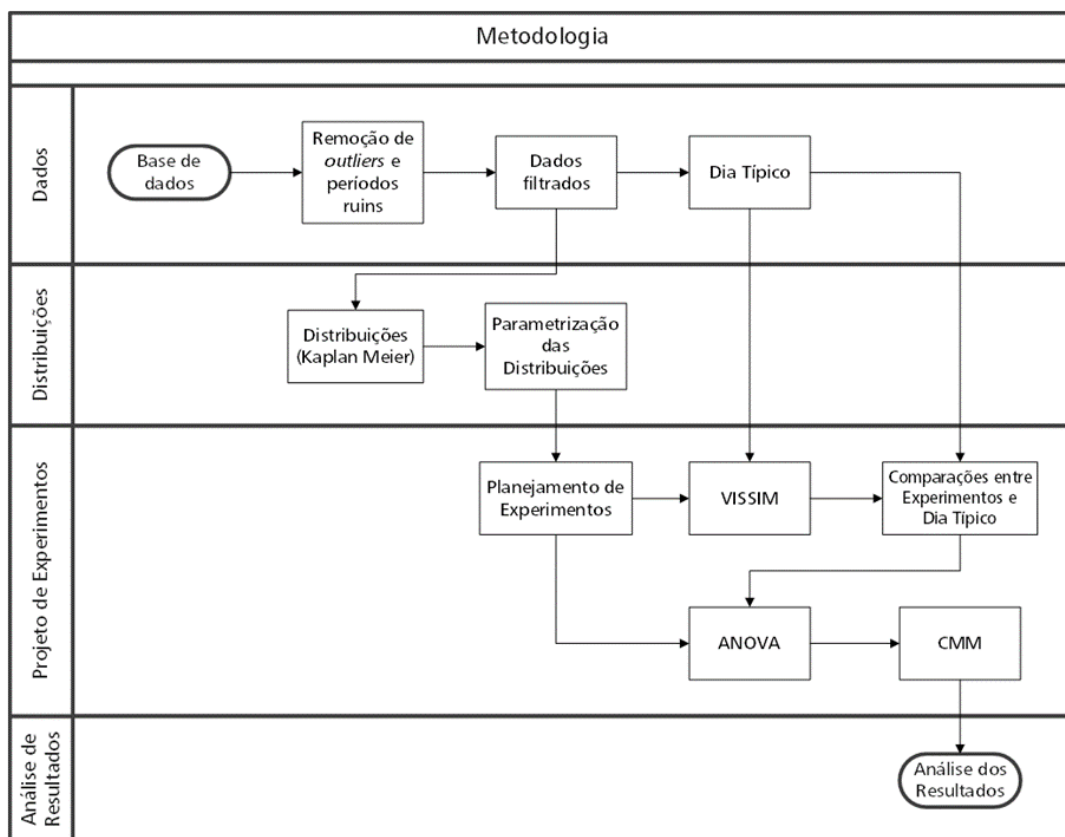 Metodologia
Dados
Base de
dados
Remoção de
outliers e
períodos
ruins
Dados
filtrados
Dia Típico
Distribuições
Distribuições
(Kaplan Meier)
Parametrização
das
Distribuições
Projeto de Experimentos
Planejamento de
Experimentos
VISSIM
Comparações entre
Experimentos e
Dia Típico
ANOVA
CMM
Análise de
Resultados
Análise dos
Resultados